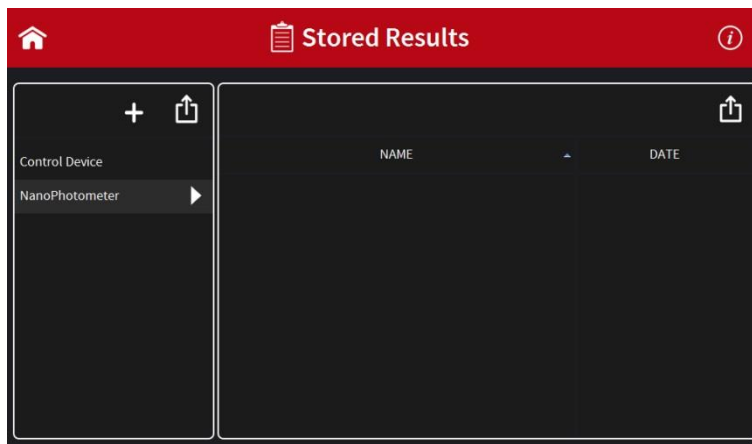 Stored Results
Control Device
NanoPhotometer
NAME DATE